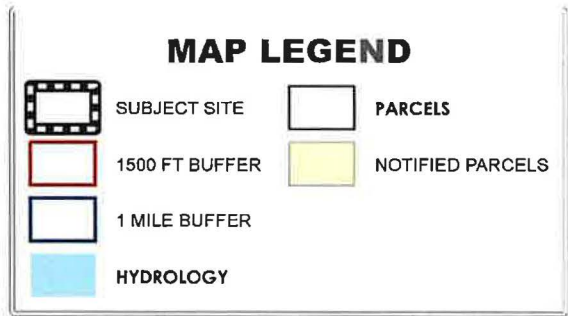 MAP LEGEND
SUBJECT SITE
PARCELS
1500 FT BUFFER
NOTIFIED PARCELS
1 MILE BUFFER
HYDROLOGY